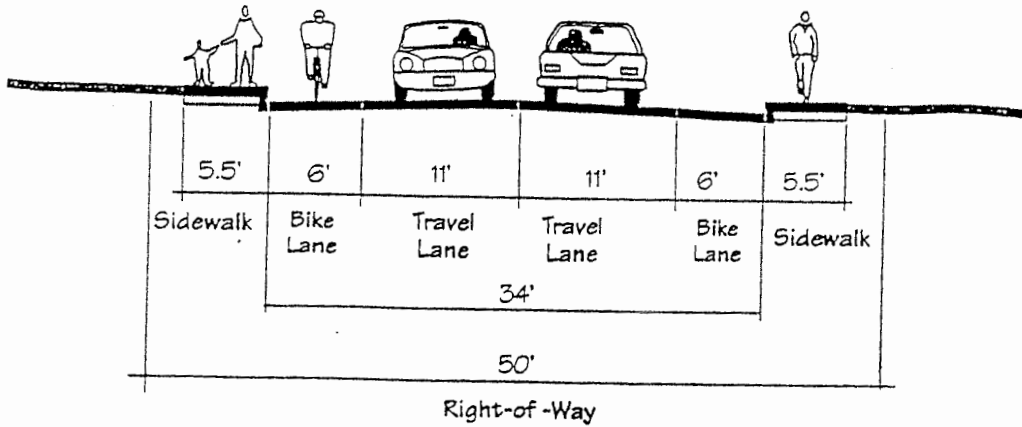 5.5' 6' 11' 11' 6' 5.5'
Sidewalk Bike Lane Travel Lane Travel Lane Bike Lane Sidewalk
34'
50'
Right-of-Way